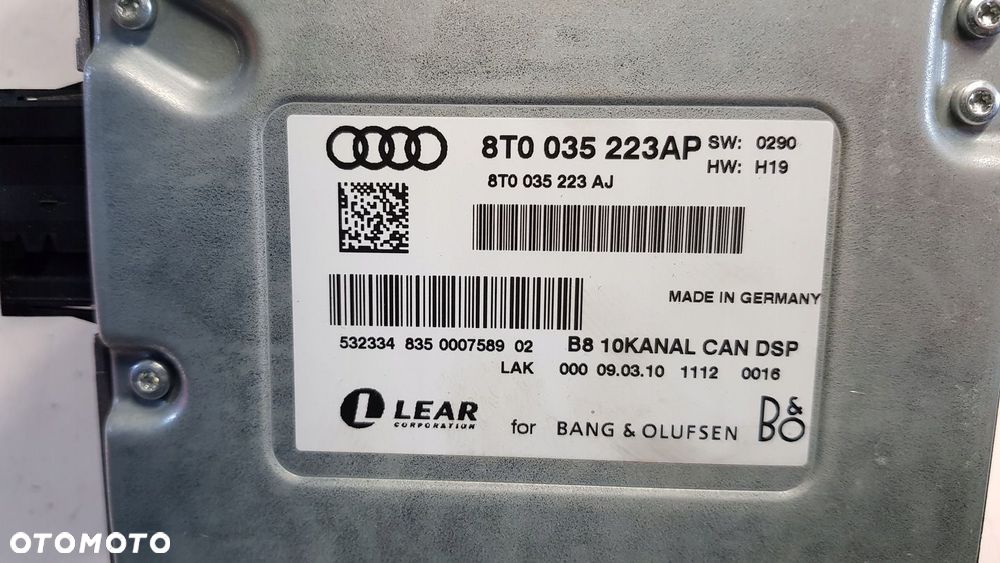 8T0 035 223AP SW: 0290
HW: H19
8T0 035 223 AJ
MADE IN GERMANY
532334 835 0007589 02 B8 10KANAL CAN DSP
LAK 000 09.03.10 1112 0016
L LEAR
CORPORATION
for BANG & OLUFSEN B&O
OTOMOTO